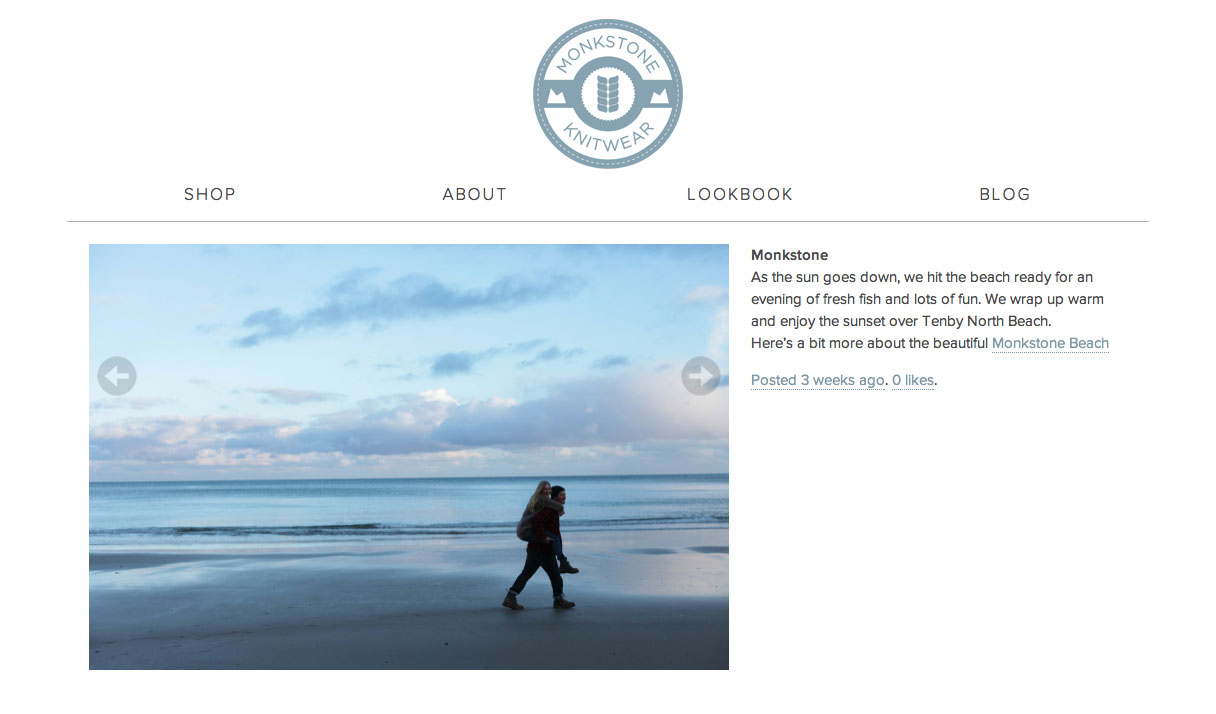 MONKSTONE
KNITWEAR
SHOP ABOUT LOOKBOOK BLOG
Monkstone
As the sun goes down, we hit the beach ready for an
evening of fresh fish and lots of fun. We wrap up warm
and enjoy the sunset over Tenby North Beach.
Here's a bit more about the beautiful Monkstone Beach
Posted 3 weeks ago. 0 likes.